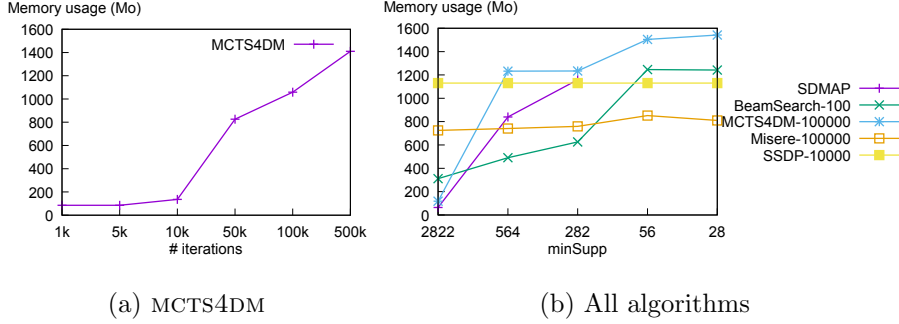 Memory usage (Mo)
1600
1400
1200
1000
800
600
400
200
0
1k 5k 10k 50k 100k 500k
# iterations
MCTS4DM
(a) MCTS4DM
Memory usage (Mo)
1600
1400
1200
1000
800
600
400
200
0
2822 564 282 56 28
minSupp
SDMAP
BeamSearch-100
MCTS4DM-100000
Misere-100000
SSDP-10000
(b) All algorithms